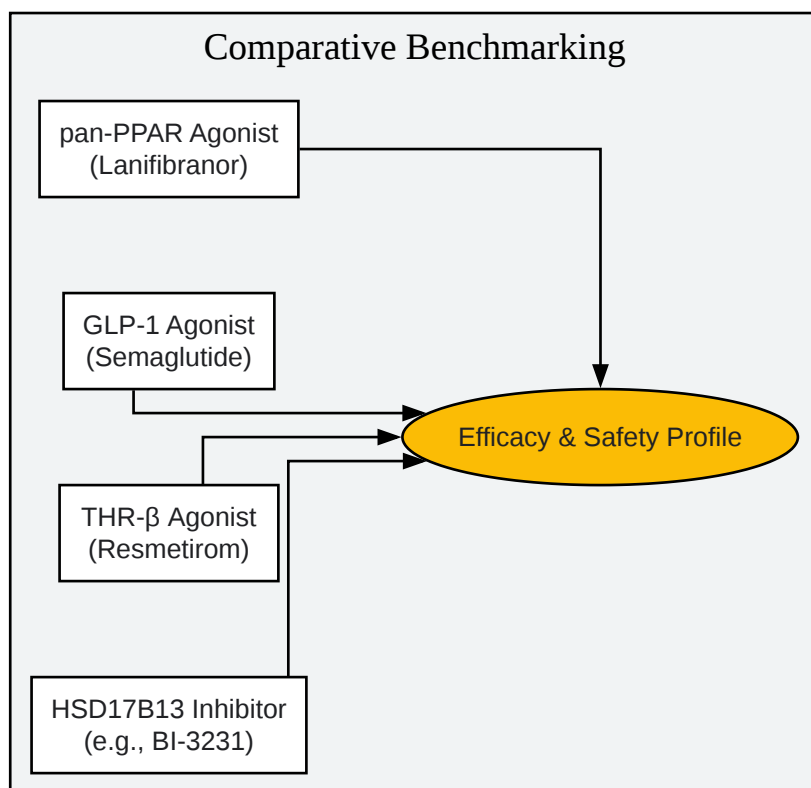 Comparative Benchmarking
pan-PPAR Agonist
(Lanifibranor)
GLP-1 Agonist
(Semaglutide)
Efficacy & Safety Profile
THR-β Agonist
(Resmetirom)
HSD17B13 Inhibitor
(e.g., BI-3231)